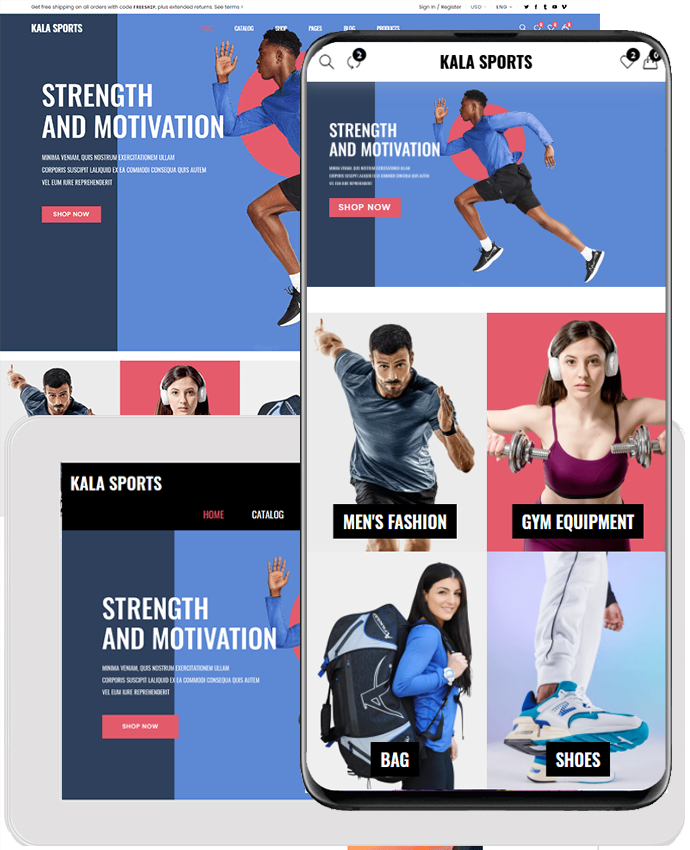 Get free shipping on all orders with code FREESHIP, plus extended returns. See terms >
Sign In / Register
USD
ENG
KALA SPORTS
HOME
CATALOG
SHOP
PAGES
BLOG
PRODUCTS
STRENGTH
AND MOTIVATION
MINIMA VENIAM, QUIS NOSTRUM EXERCITATIONEM ULLAM
CORPORIS SUSCIPIT LALIQUID EX EA COMMODI CONSEQUA QUIS AUTEM
VEL EUM IURE REPREHENDERIT
SHOP NOW
2
KALA SPORTS
2
0
STRENGTH
AND MOTIVATION
MINIMA VENIAM, QUIS NOSTRUM EXERCITATIONEM ULLAM
CORPORIS SUSCIPIT LALIQUID EX EA COMMODI CONSEQUA QUIS AUTEM
VEL EUM IURE REPREHENDERIT
SHOP NOW
MEN'S FASHION
GYM EQUIPMENT
BAG
SHOES
KALA SPORTS
HOME
CATALOG
STRENGTH
AND MOTIVATION
MINIMA VENIAM, QUIS NOSTRUM EXERCITATIONEM ULLAM
CORPORIS SUSCIPIT LALIQUID EX EA COMMODI CONSEQUA QUIS AUTEM
VEL EUM IURE REPREHENDERIT
SHOP NOW